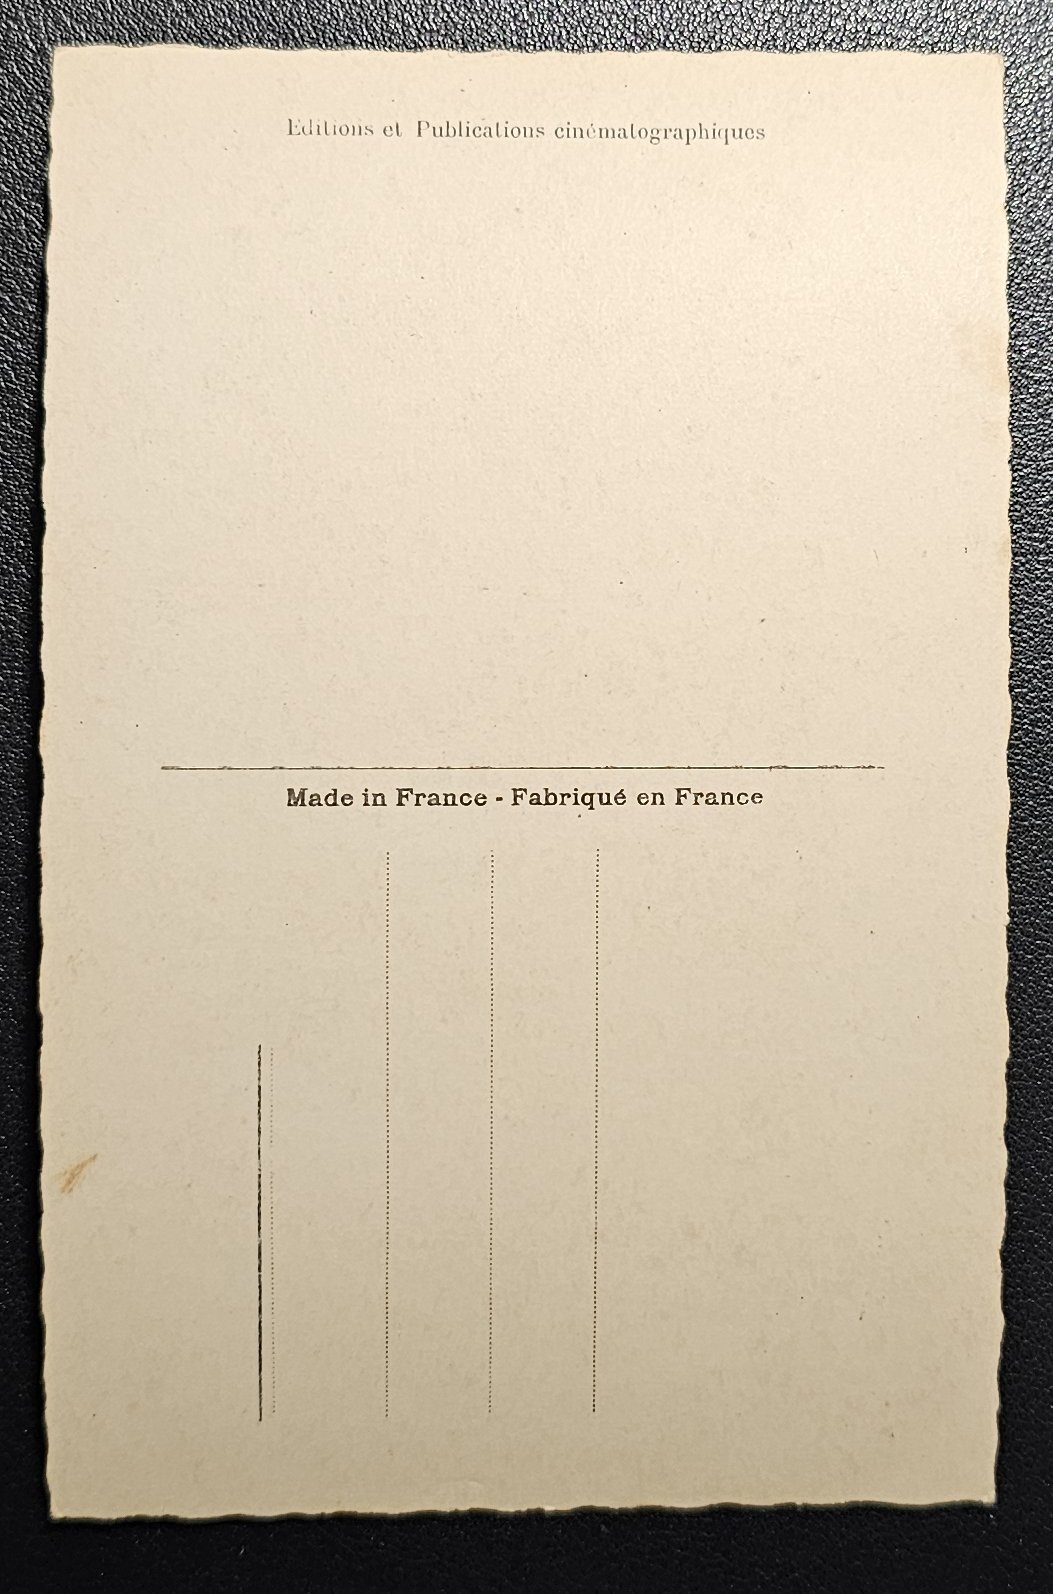 Editions et Publications cinématographiques
Made in France - Fabriqué en France